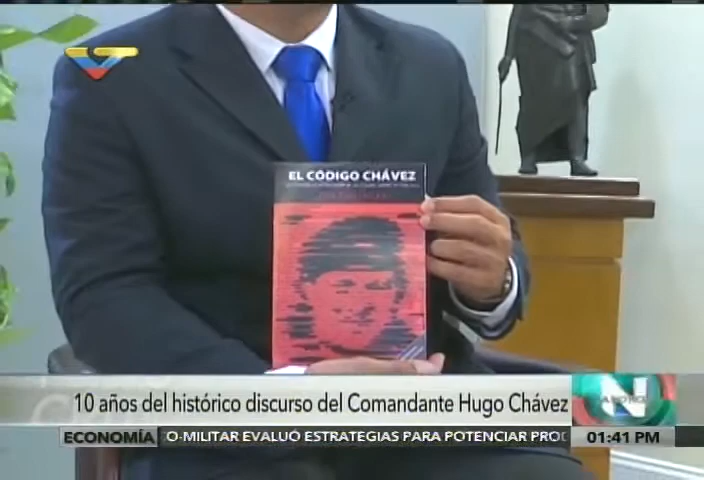 EL CÓDIGO CHÁVEZ
10 años del histórico discurso del Comandante Hugo Chávez
ECONOMÍA O-MILITAR EVALUÓ ESTRATEGIAS PARA POTENCIAR PROD 01:41 PM